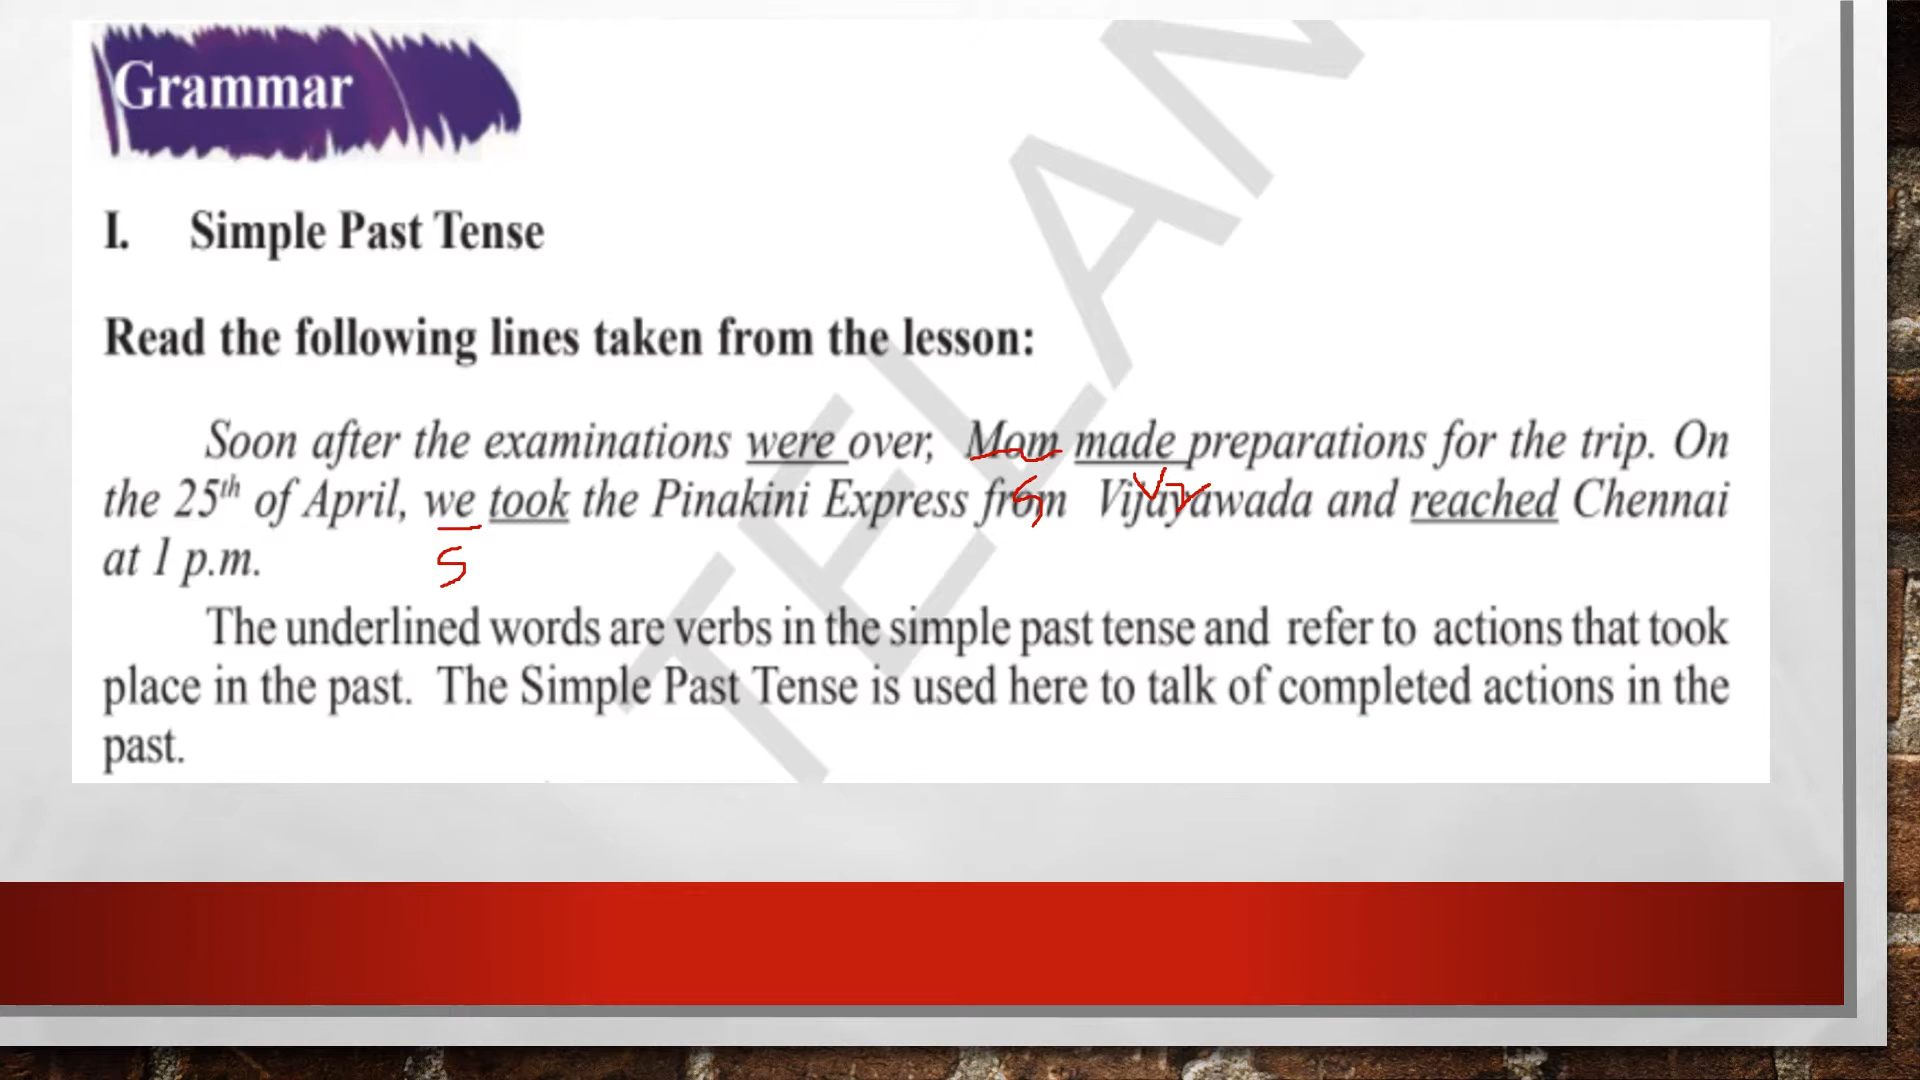 Grammar
I. Simple Past Tense
Read the following lines taken from the lesson:
Soon after the examinations were over, Mom made preparations for the trip. On
S V2
the 25th of April, we took the Pinakini Express from Vijayawada and reached Chennai
S
at 1 p.m.
The underlined words are verbs in the simple past tense and refer to actions that took
place in the past. The Simple Past Tense is used here to talk of completed actions in the
past.
TELAN